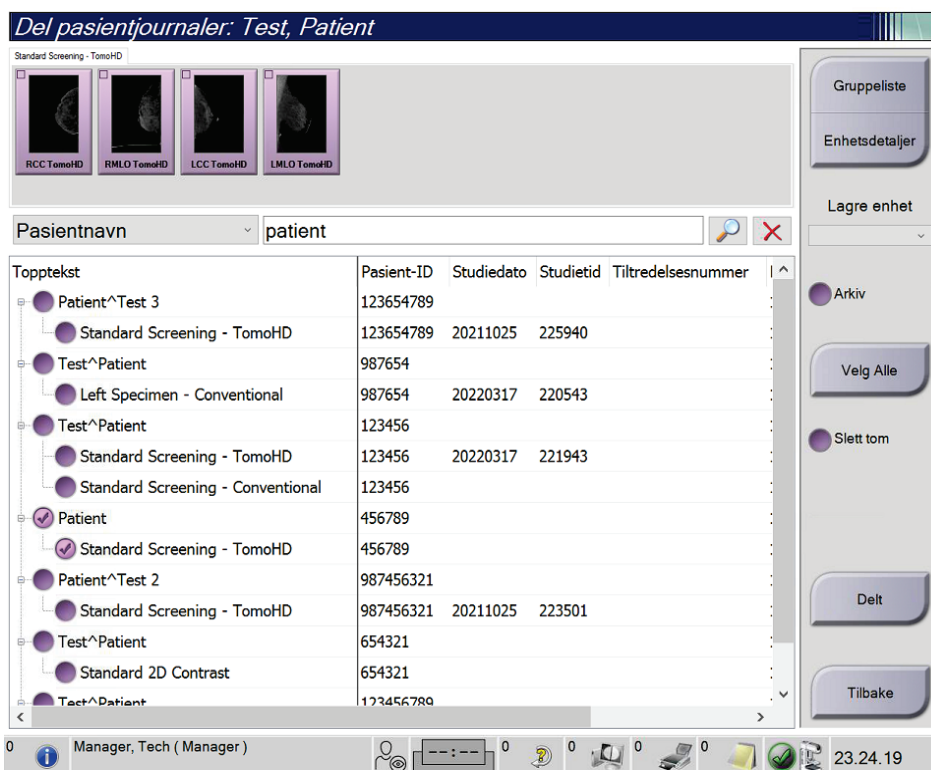 Del pasientjournaler: Test, Patient
Standard Screening - TomoHD
RCC TomoHD RMLO TomoHD LCC TomoHD LMLO TomoHD
Gruppeliste
Enhetsdetaljer
Lagre enhet
Pasientnavn patient
Topptekst Pasient-ID Studiedato Studietid Tiltredelsesnummer
Patient^Test 3 123654789
Standard Screening - TomoHD 123654789 20211025 225940
Test^Patient 987654
Left Specimen - Conventional 987654 20220317 220543
Test^Patient 123456
Standard Screening - TomoHD 123456 20220317 221943
Standard Screening - Conventional 123456
Patient 456789
Standard Screening - TomoHD 456789
Patient^Test 2 987456321
Standard Screening - TomoHD 987456321 20211025 223501
Test^Patient 654321
Standard 2D Contrast 654321
Test^Patient 123456789
Arkiv
Velg Alle
Slett tom
Delt
Tilbake
0 Manager, Tech ( Manager ) --:-- 0 0 0 0 23.24.19